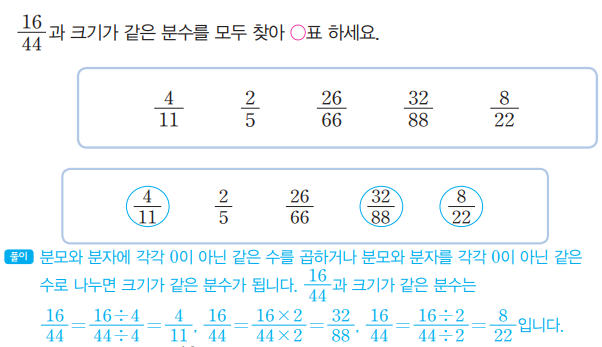 16/44 과 크기가 같은 분수를 모두 찾아 ○표 하세요.
4/11 2/5 26/66 32/88 8/22
4/11 2/5 26/66 32/88 8/22
풀이 분모와 분자에 각각 0이 아닌 같은 수를 곱하거나 분모와 분자를 각각 0이 아닌 같은
수로 나누면 크기가 같은 분수가 됩니다. 16/44 과 크기가 같은 분수는
16/44 = 16÷4/44÷4 = 4/11, 16/44 = 16×2/44×2 = 32/88, 16/44 = 16÷2/44÷2 = 8/22 입니다.